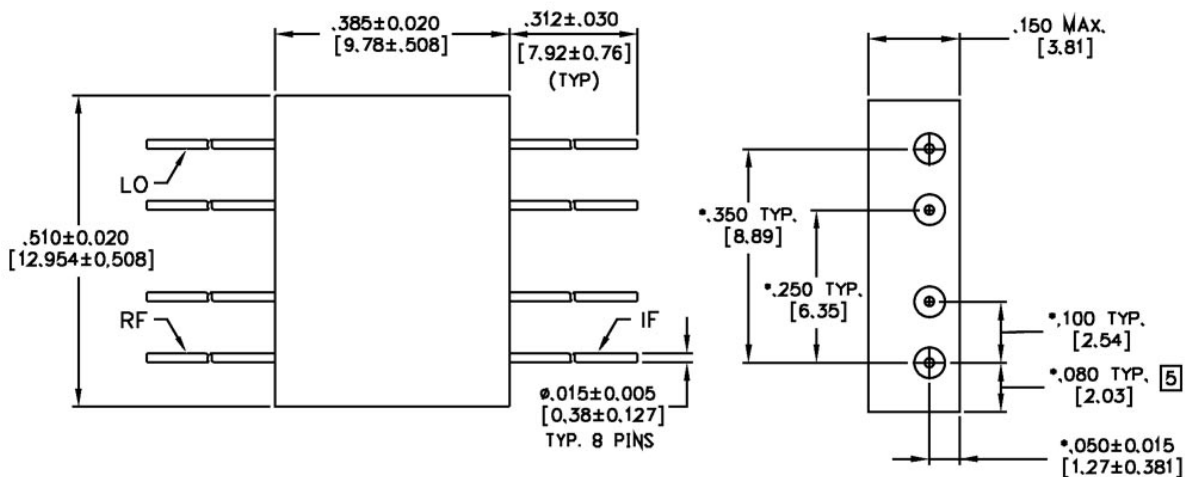 .385±0.020
[9.78±.508]
.312±.030
[7.92±0.76]
(TYP)
.150 MAX.
[3.81]
LO
.510±0.020
[12.954±0.508]
RF
IF
ø.015±0.005
[0.38±0.127]
TYP. 8 PINS
*.350 TYP.
[8.89]
*.250 TYP.
[6.35]
*.100 TYP.
[2.54]
*.080 TYP. 5
[2.03]
*.050±0.015
[1.27±0.381]